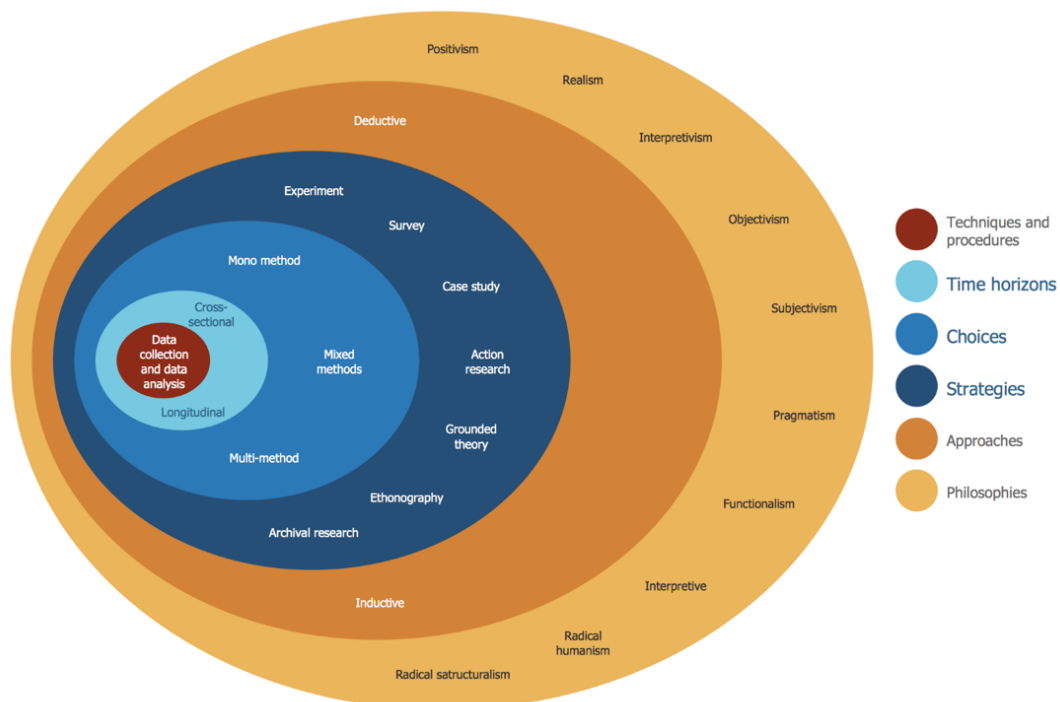 Positivism
Realism
Deductive
Interpretivism
Experiment
Survey
Objectivism
Mono method
Case study
Cross-
sectional
Subjectivism
Data
collection
and data
analysis
Mixed
methods
Action
research
Longitudinal
Pragmatism
Grounded
theory
Multi-method
Ethonography
Functionalism
Archival research
Interpretive
Inductive
Radical
humanism
Radical satructuralism
Techniques and
procedures
Time horizons
Choices
Strategies
Approaches
Philosophies